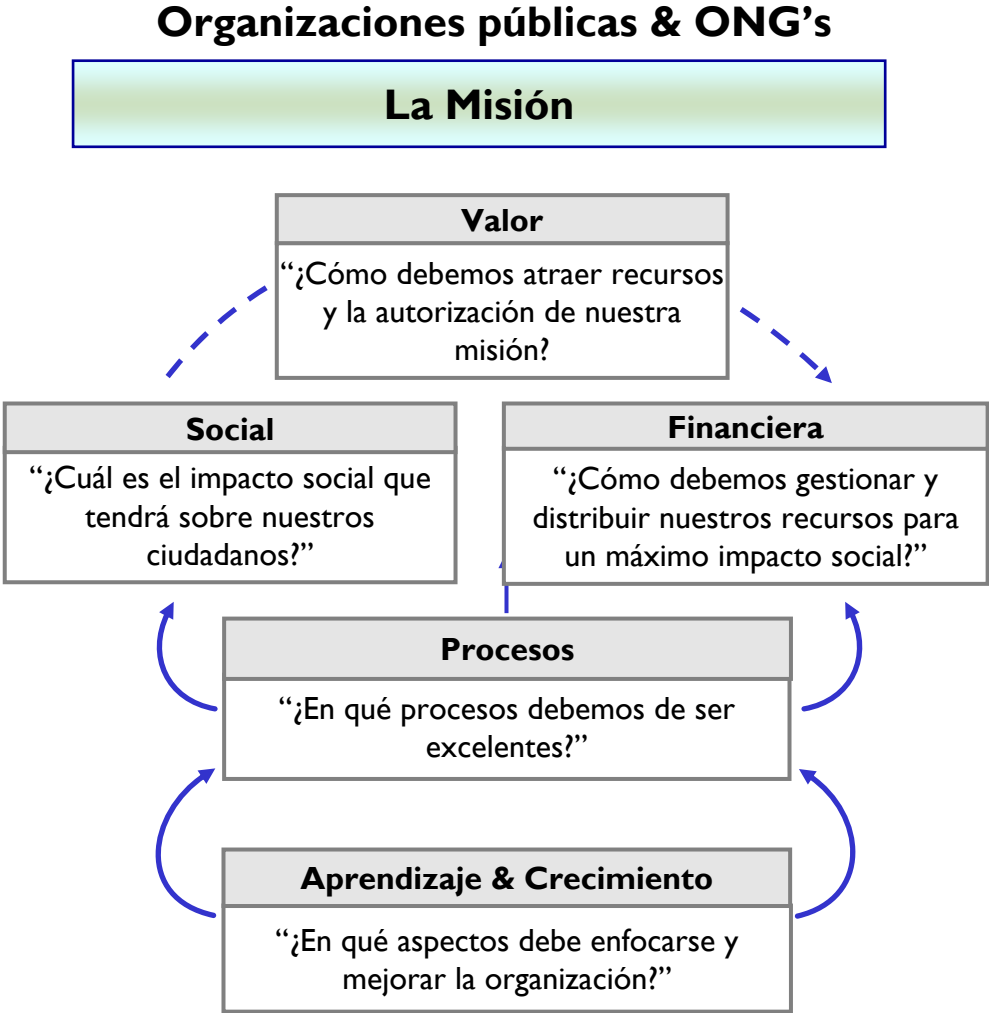 Organizaciones públicas & ONG’s
La Misión
Valor
“¿Cómo debemos atraer recursos
y la autorización de nuestra
misión?
Social
“¿Cuál es el impacto social que
tendrá sobre nuestros
ciudadanos?”
Financiera
“¿Cómo debemos gestionar y
distribuir nuestros recursos para
un máximo impacto social?”
Procesos
“¿En qué procesos debemos de ser
excelentes?”
Aprendizaje & Crecimiento
“¿En qué aspectos debe enfocarse y
mejorar la organización?”